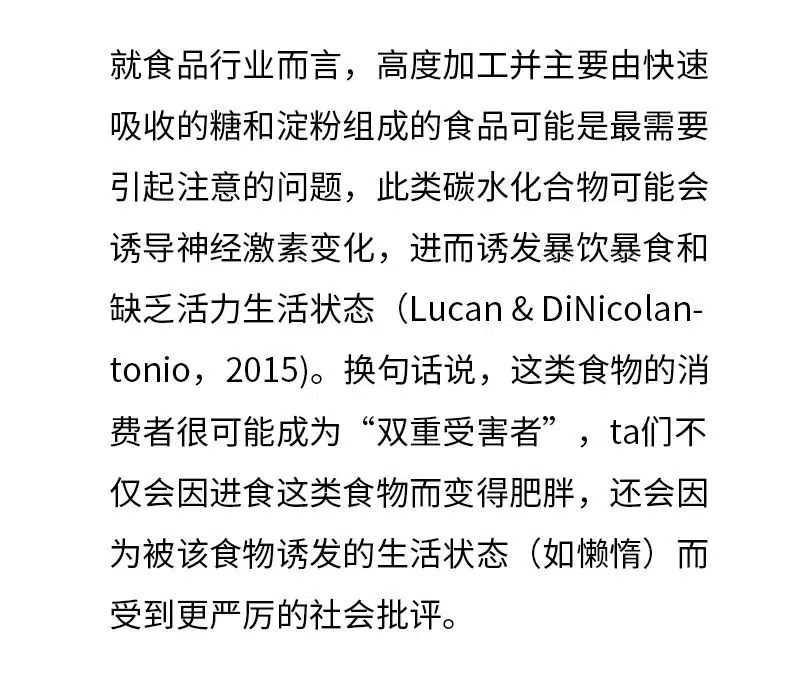 就食品行业而言，高度加工并主要由快速
吸收的糖和淀粉组成的食品可能是最需要
引起注意的问题，此类碳水化合物可能会
诱导神经激素变化，进而诱发暴饮暴食和
缺乏活力生活状态（Lucan & DiNicolan-
tonio，2015)。换句话说，这类食物的消
费者很可能成为“双重受害者”，ta们不
仅会因进食这类食物而变得肥胖，还会因
为被该食物诱发的生活状态（如懒惰）而
受到更严厉的社会批评。